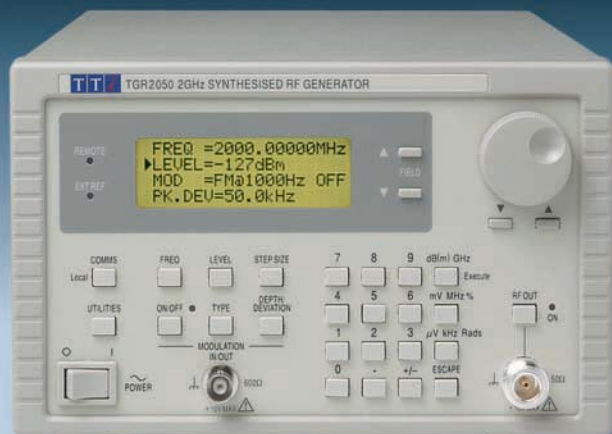 TTi TGR2050 2GHz SYNTHESISED RF GENERATOR
REMOTE
EXT REF
FREQ =2000.00000MHz
▶LEVEL=-127dBm
MOD =FM@1000Hz OFF
PK.DEV=50.0kHz
▲
FIELD
▼
▼ ▲
COMMS FREQ LEVEL STEP SIZE
Local
UTILITIES ON/OFF TYPE DEPTH/
DEVIATION
MODULATION
IN OUT
600Ω
±10V MAX
O I
POWER
7 8 9 dB(m) GHz
Execute
4 5 6 mV MHz %
1 2 3 µV kHz Rads
0 . +/− ESCAPE
RF OUT
ON
50Ω